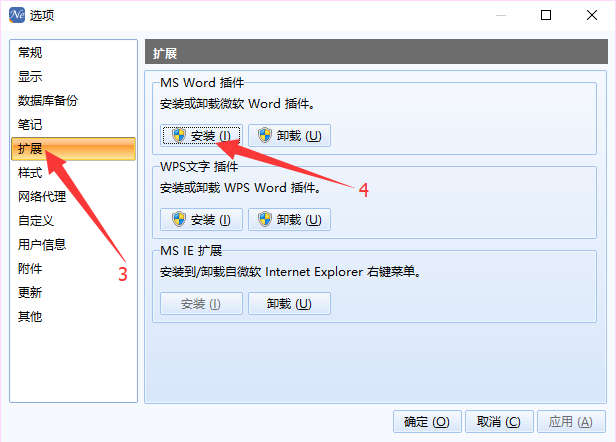 Ne 选项
常规
显示
数据库备份
笔记
扩展
样式
网络代理
自定义
用户信息
附件
更新
其他
3
扩展
MS Word 插件
安装或卸载微软 Word 插件。
安装 (I) 卸载 (U)
4
WPS文字 插件
安装或卸载 WPS Word 插件。
安装 (I) 卸载 (U)
MS IE 扩展
安装到/卸载自微软 Internet Explorer 右键菜单。
安装 (I) 卸载 (U)
确定 (O) 取消 (C) 应用 (A)